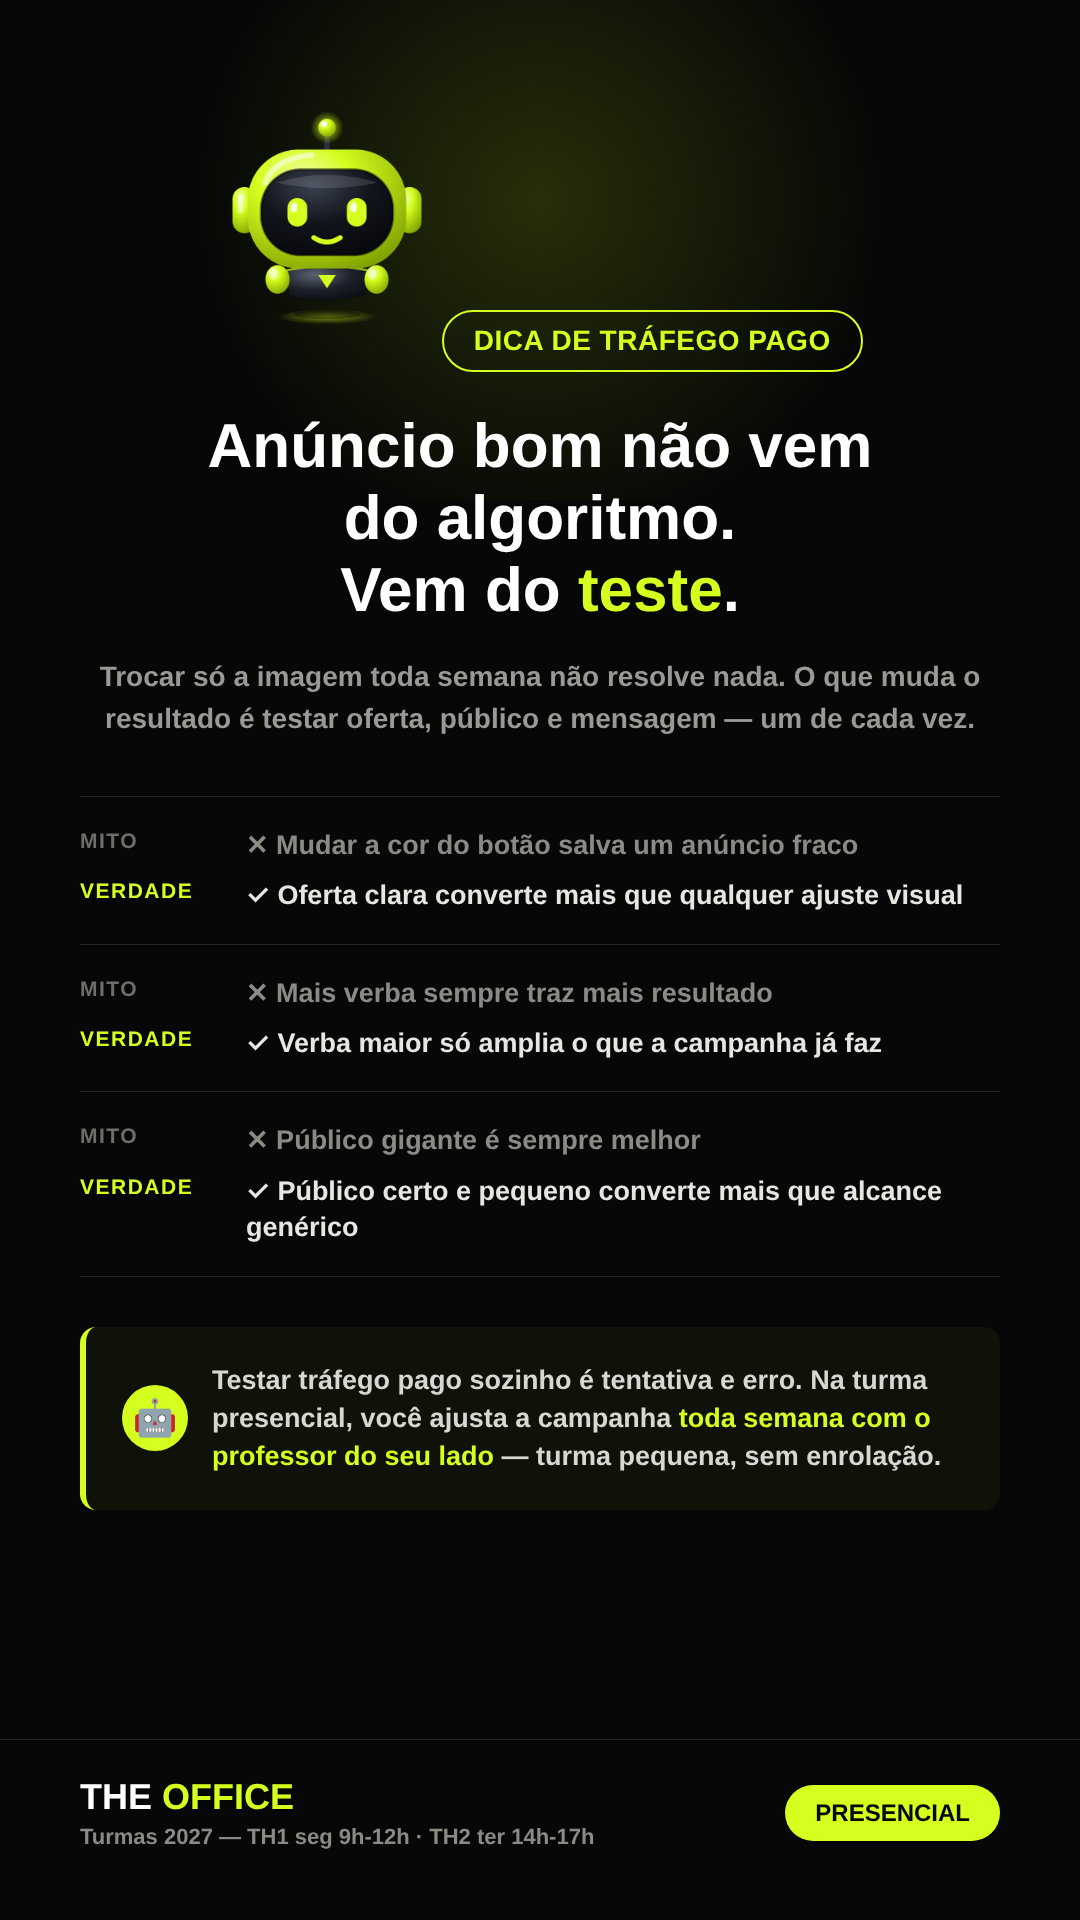 DICA DE TRÁFEGO PAGO
Anúncio bom não vem
do algoritmo.
Vem do teste.
Trocar só a imagem toda semana não resolve nada. O que muda o
resultado é testar oferta, público e mensagem — um de cada vez.
MITO ✕ Mudar a cor do botão salva um anúncio fraco
VERDADE ✓ Oferta clara converte mais que qualquer ajuste visual
MITO ✕ Mais verba sempre traz mais resultado
VERDADE ✓ Verba maior só amplia o que a campanha já faz
MITO ✕ Público gigante é sempre melhor
VERDADE ✓ Público certo e pequeno converte mais que alcance
genérico
Testar tráfego pago sozinho é tentativa e erro. Na turma
presencial, você ajusta a campanha toda semana com o
professor do seu lado — turma pequena, sem enrolação.
THE OFFICE
Turmas 2027 — TH1 seg 9h-12h · TH2 ter 14h-17h
PRESENCIAL